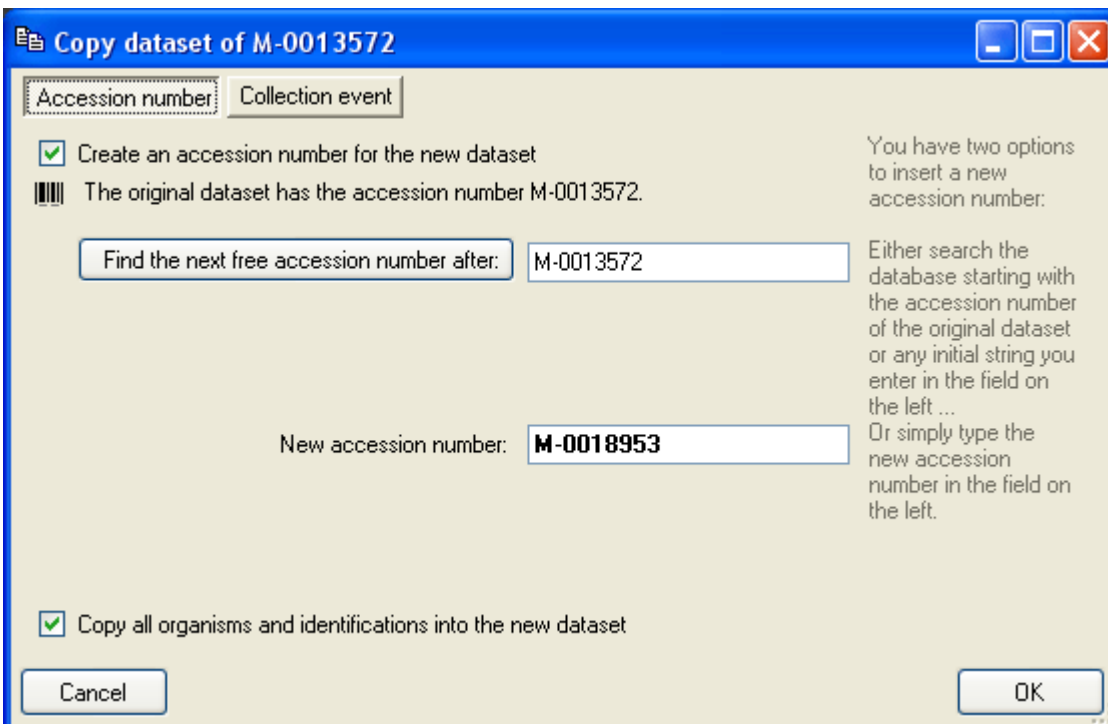 Copy dataset of M-0013572
Accession number
Collection event
Create an accession number for the new dataset
The original dataset has the accession number M-0013572.
Find the next free accession number after:
M-0013572
New accession number:
M-0018953
You have two options
to insert a new
accession number:
Either search the
database starting with
the accession number
of the original dataset
or any initial string you
enter in the field on
the left ...
Or simply type the
new accession
number in the field on
the left.
Copy all organisms and identifications into the new dataset
Cancel
OK